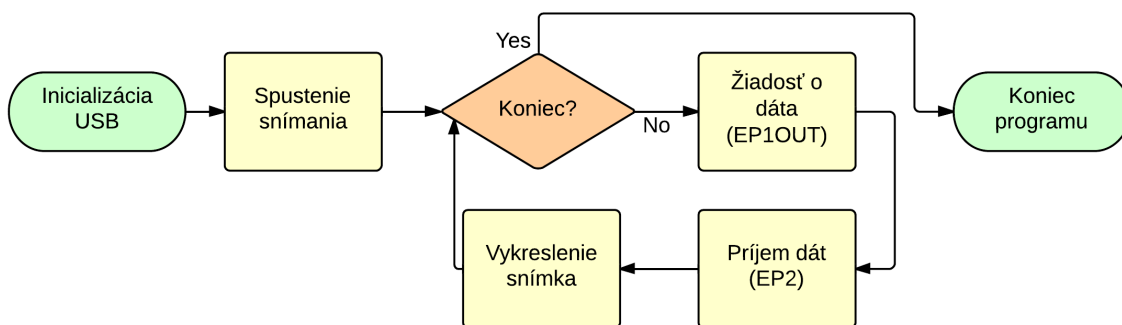 Inicializácia
USB
Spustenie
snímania
Yes
Koniec?
No
Žiadosť o
dáta
(EP1OUT)
Koniec
programu
Vykreslenie
snímka
Príjem dát
(EP2)